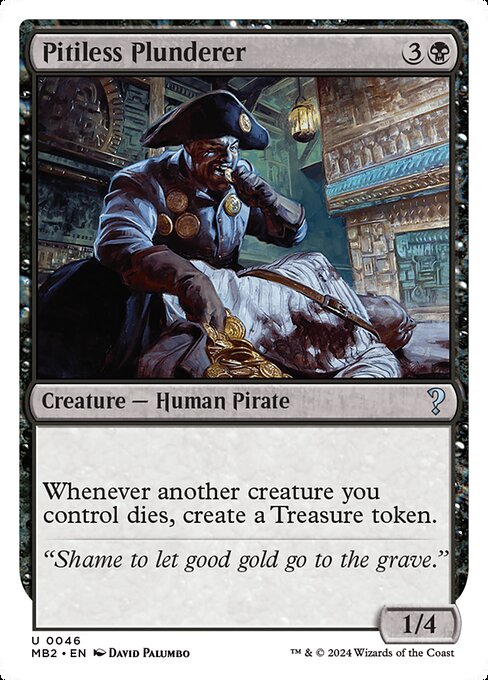 Pitiless Plunderer 3
Creature — Human Pirate
Whenever another creature you
control dies, create a Treasure token.
“Shame to let good gold go to the grave.”
1/4
U 0046
MB2 • EN DAVID PALUMBO
™ & © 2024 Wizards of the Coast